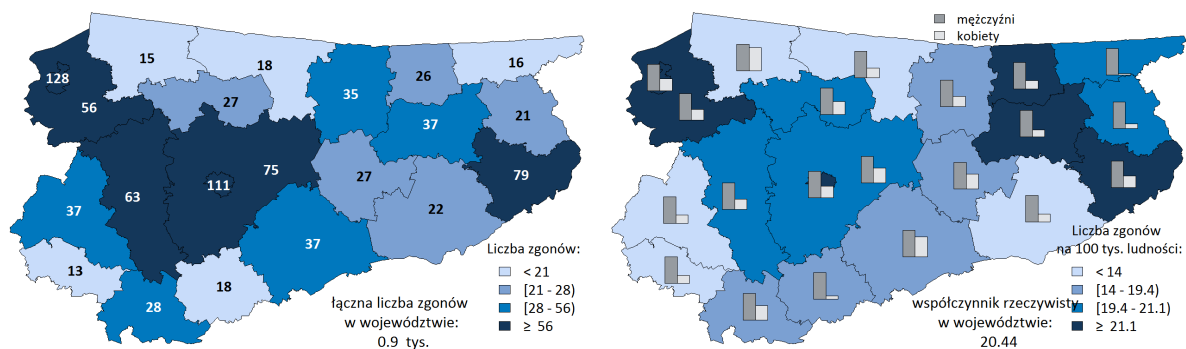 15
18
26
16
128
56
27
35
37
21
75
27
79
63
111
37
22
37
13
18
28
Liczba zgonów:
< 21
[21 - 28)
[28 - 56)
≥ 56
łączna liczba zgonów
w województwie:
0.9 tys.
mężczyźni
kobiety
Liczba zgonów
na 100 tys. ludności:
< 14
[14 - 19.4)
[19.4 - 21.1)
≥ 21.1
współczynnik rzeczywisty
w województwie:
20.44